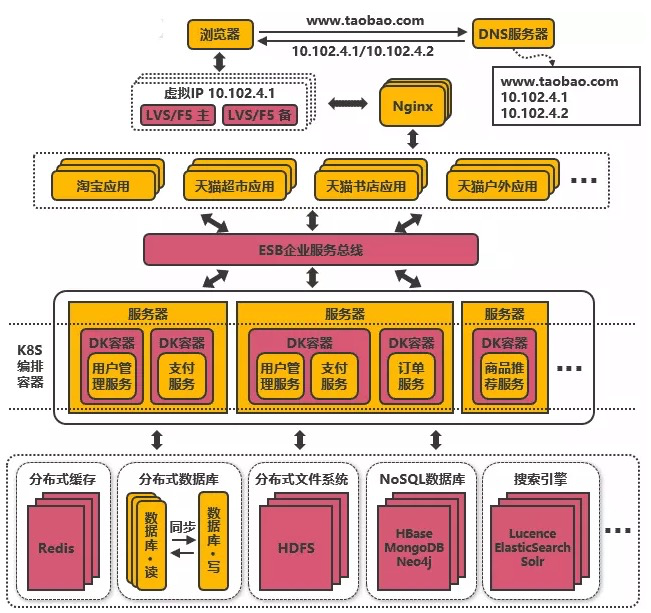 www.taobao.com
浏览器
DNS服务器
10.102.4.1/10.102.4.2
虚拟IP 10.102.4.1
LVS/F5 主
LVS/F5 备
Nginx
www.taobao.com
10.102.4.1
10.102.4.2
淘宝应用
天猫超市应用
天猫书店应用
天猫户外应用
ESB企业服务总线
K8S
编排
容器
服务器
DK容器
用户管
理服务
DK容器
支付
服务
服务器
DK容器
用户管
理服务
支付
服务
DK容器
订单
服务
服务器
DK容器
商品推
荐服务
分布式缓存
Redis
分布式数据库
数据库·读
同步
数据库·写
分布式文件系统
HDFS
NoSQL数据库
HBase
MongoDB
Neo4j
搜索引擎
Lucence
ElasticSearch
Solr